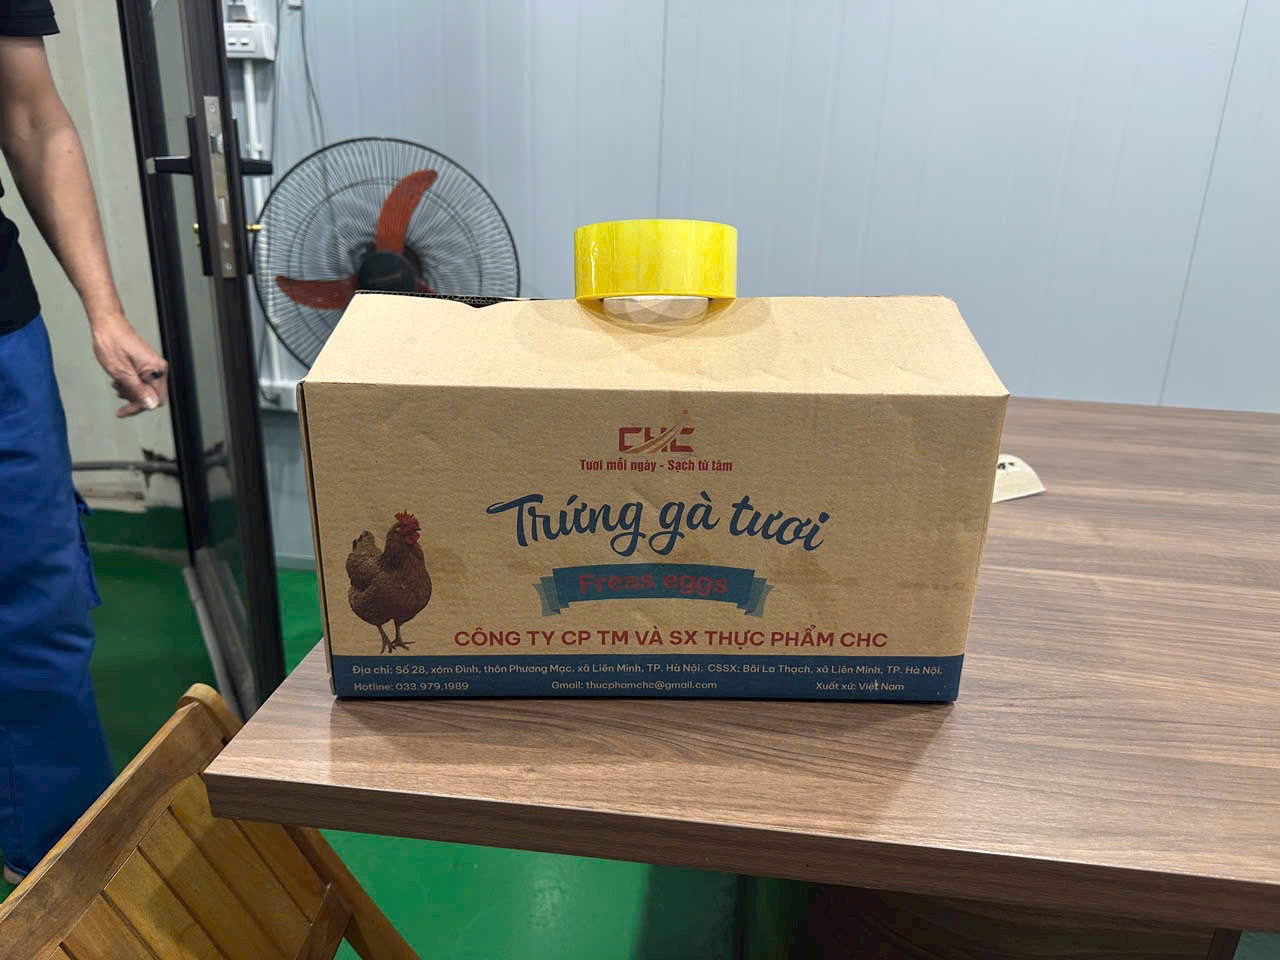 CHC
Tươi mỗi ngày - Sạch từ tâm
Trứng gà tươi
Freas eggs
CÔNG TY CP TM VÀ SX THỰC PHẨM CHC
Địa chỉ: Số 28, xóm Đình, thôn Phương Mạc, xã Liên Minh, TP. Hà Nội. CSSX: Bãi La Thạch, xã Liên Minh, TP. Hà Nội.
Hotline: 033.979.1989 Gmail: thucphamchc@gmail.com Xuất xứ: Việt Nam